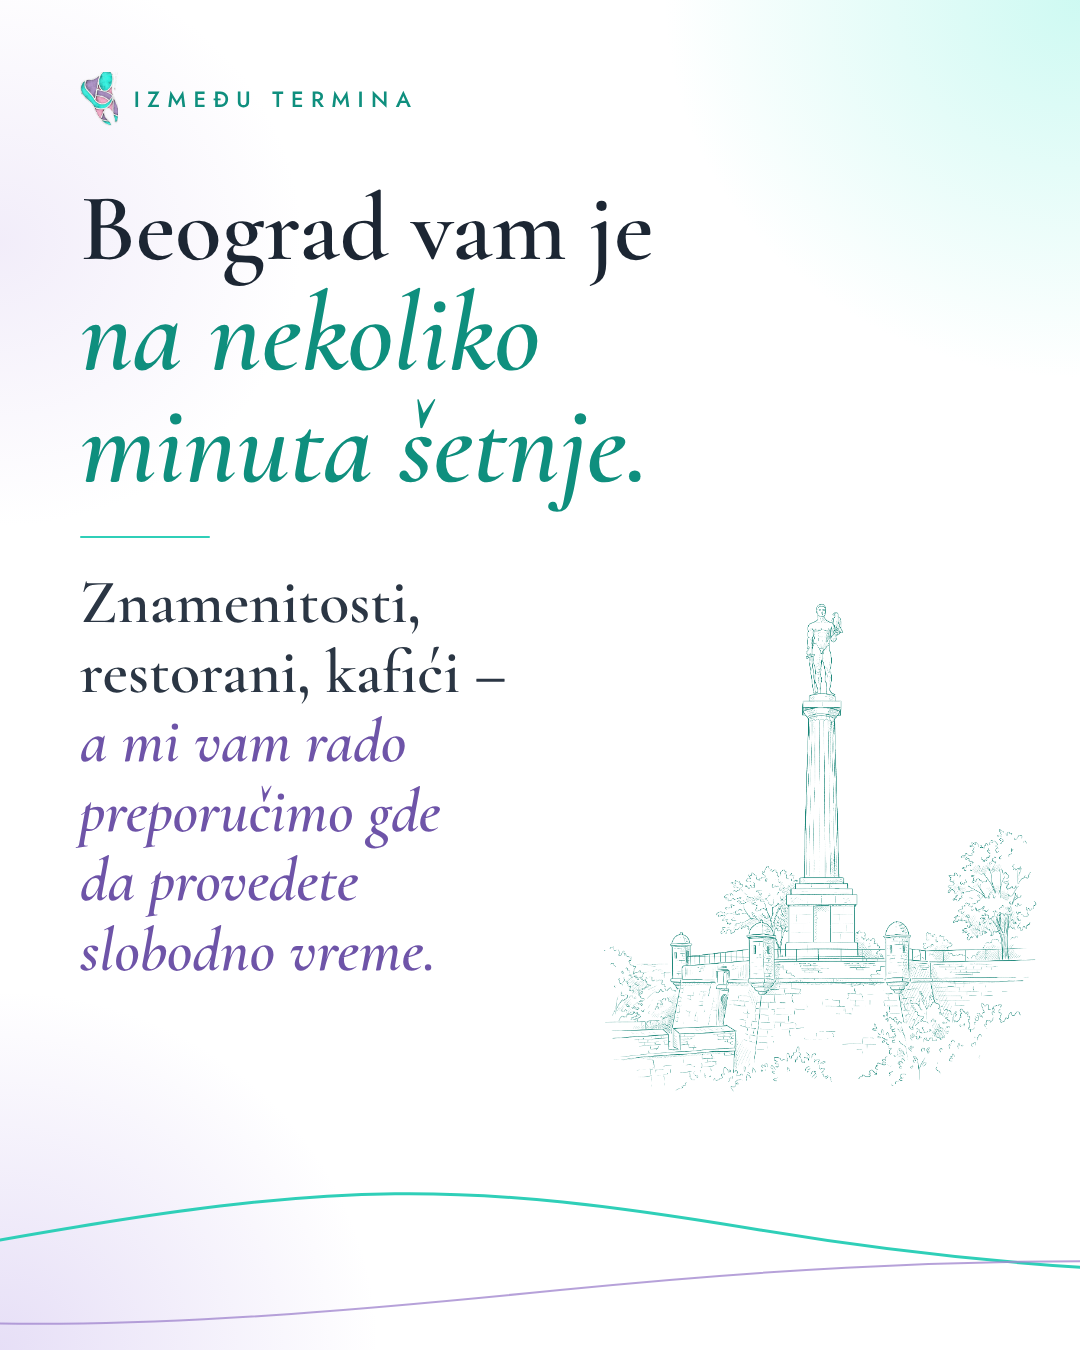 IZMEĐU TERMINA
Beograd vam je
na nekoliko
minuta šetnje.
Znamenitosti,
restorani, kafići –
a mi vam rado
preporučimo gde
da provedete
slobodno vreme.